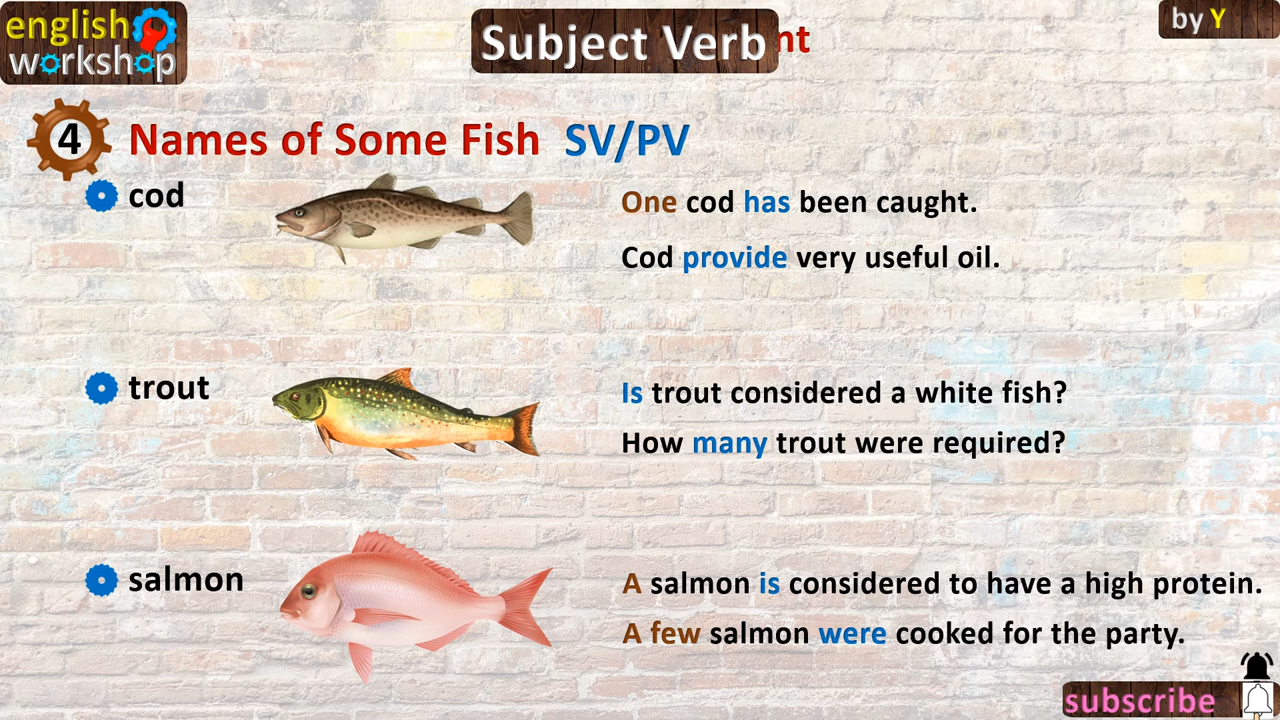 english
workshop
Subject Verb nt
by Y
4 Names of Some Fish SV/PV
cod
One cod has been caught.
Cod provide very useful oil.
trout
Is trout considered a white fish?
How many trout were required?
salmon
A salmon is considered to have a high protein.
A few salmon were cooked for the party.
subscribe